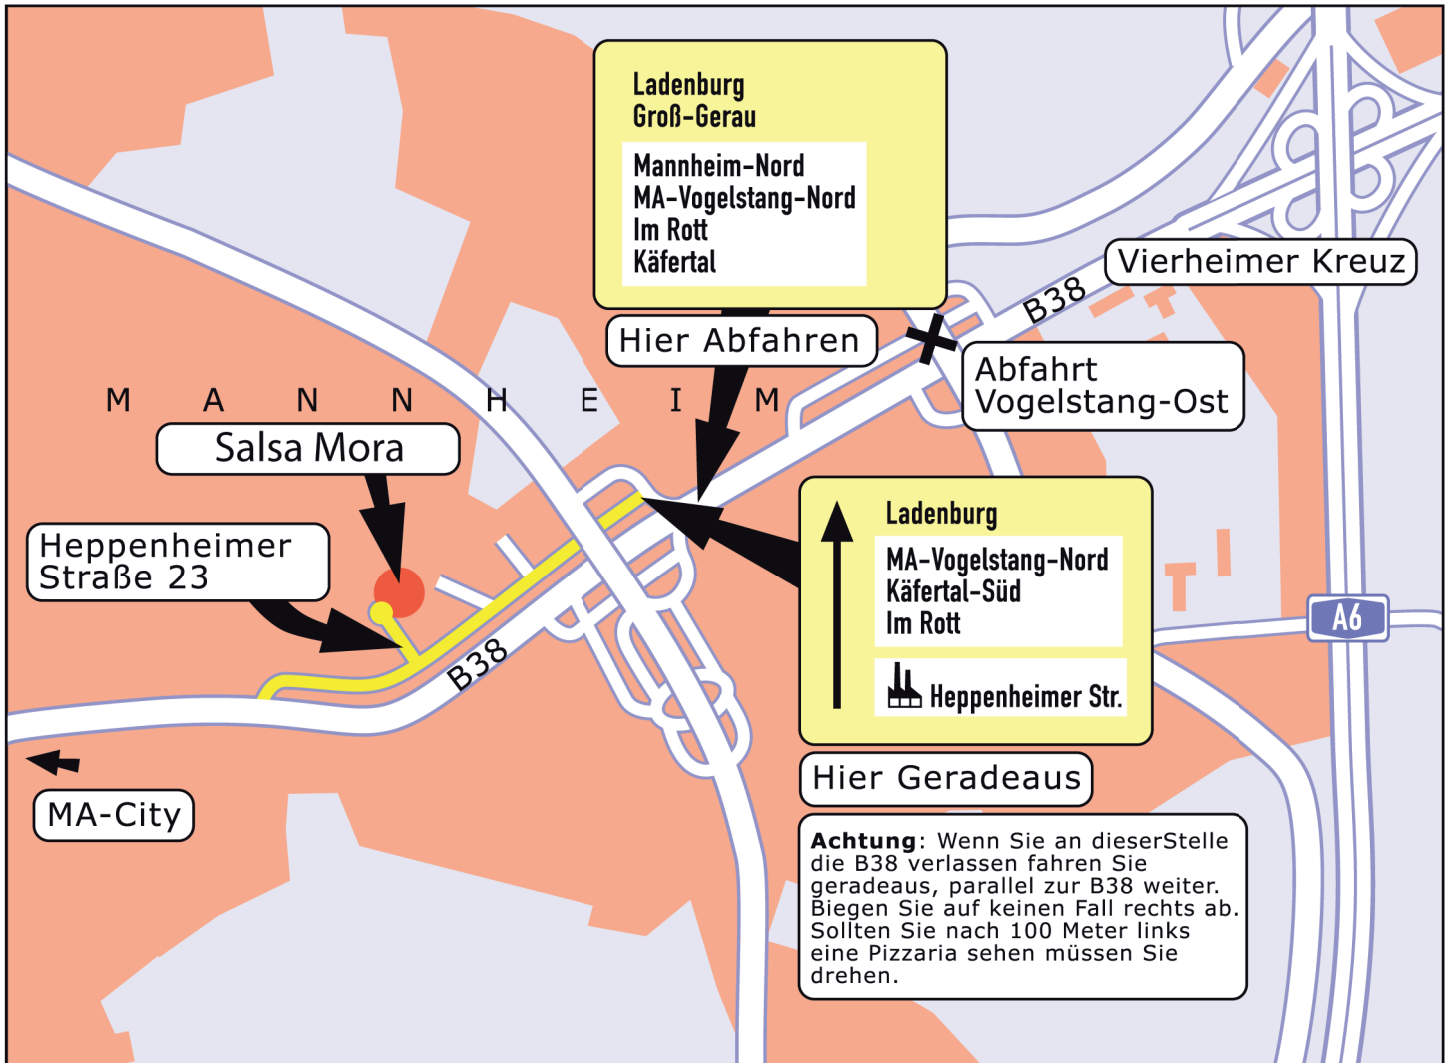 Ladenburg
Groß-Gerau
Mannheim-Nord
MA-Vogelstang-Nord
Im Rott
Käfertal
Vierheimer Kreuz
B38
Hier Abfahren
Abfahrt
Vogelstang-Ost
M A N N H E I M
Salsa Mora
Heppenheimer
Straße 23
Ladenburg
MA-Vogelstang-Nord
Käfertal-Süd
Im Rott
Heppenheimer Str.
A6
B38
Hier Geradeaus
MA-City
Achtung: Wenn Sie an dieserStelle
die B38 verlassen fahren Sie
geradeaus, parallel zur B38 weiter.
Biegen Sie auf keinen Fall rechts ab.
Sollten Sie nach 100 Meter links
eine Pizzaria sehen müssen Sie
drehen.